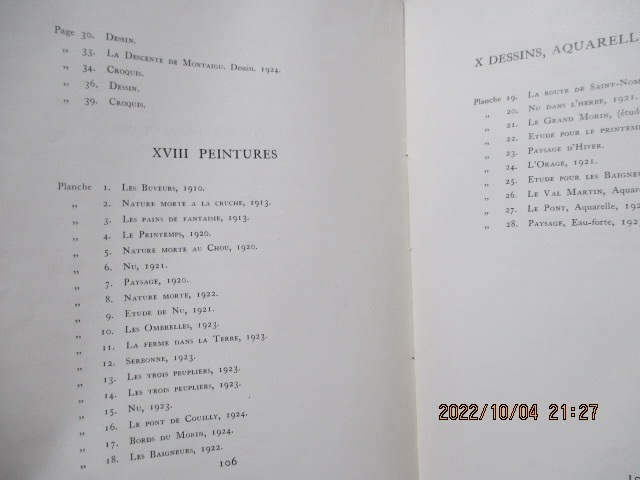 Page 30. Dessin.
„ 33. La Descente de Montaigu. Dessin. 1924.
„ 34. Croquis.
„ 36. Dessin.
„ 39. Croquis.
XVIII PEINTURES
Planche 1. Les Buveurs, 1910.
„ 2. Nature morte a la cruche, 1913.
„ 3. Les pains de fantaisie, 1913.
„ 4. Le Printemps, 1920.
„ 5. Nature morte au Chou, 1920.
„ 6. Nu, 1921.
„ 7. Paysage, 1920.
„ 8. Nature morte, 1922.
„ 9. Etude de Nu, 1921.
„ 10. Les Ombrelles, 1923.
„ 11. La ferme dans la Terre, 1923.
„ 12. Serbonne, 1923.
„ 13. Les trois peupliers, 1923.
„ 14. Les trois peupliers, 1923.
„ 15. Nu, 1923.
„ 16. Le pont de Couilly, 1924.
„ 17. Bords du Morin, 1924.
„ 18. Les Baigneurs, 1922.
106
X DESSINS, AQUARELL
Planche 19. La route de Saint-Nom
„ 20. Nu dans l'herbe, 1921.
„ 21. Le Grand Morin, (étud
„ 22. Etude pour le printemp
„ 23. Paysage d'Hiver.
„ 24. L'Orage, 1921.
„ 25. Etude pour les Baigneu
„ 26. Le Val Martin, Aquar
„ 27. Le Pont, Aquarelle, 192
„ 28. Paysage, Eau-forte, 192
2022/10/04 21:27